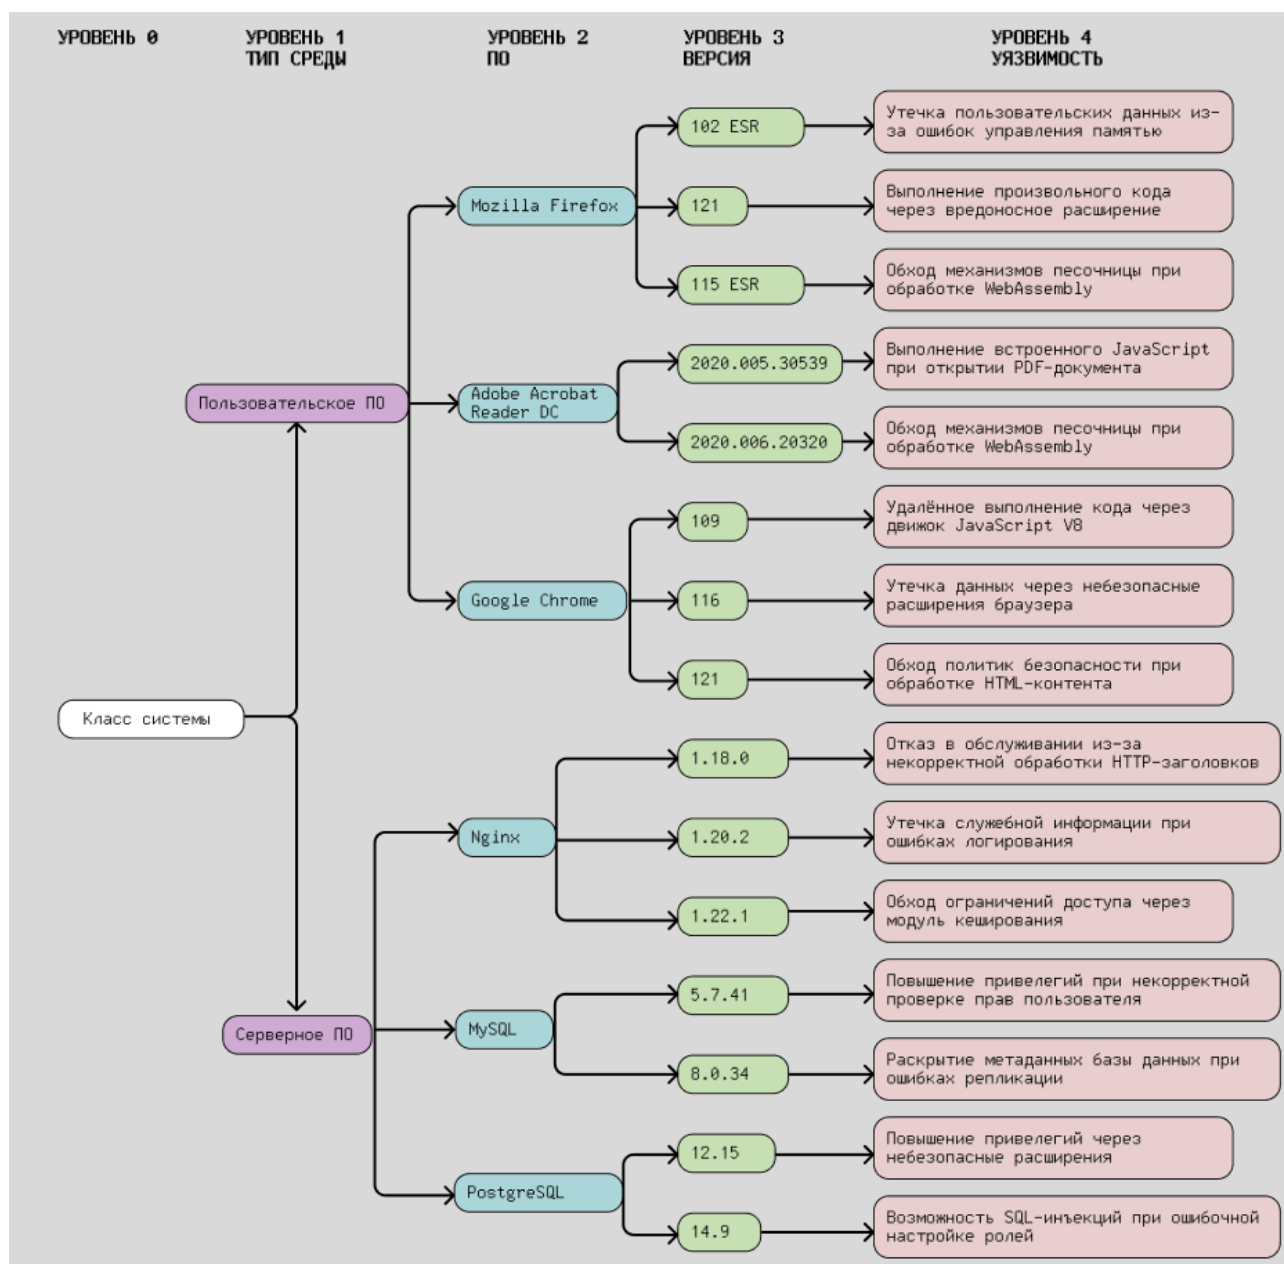 УРОВЕНЬ 0
УРОВЕНЬ 1
ТИП СРЕДЫ
УРОВЕНЬ 2
ПО
УРОВЕНЬ 3
ВЕРСИЯ
УРОВЕНЬ 4
УЯЗВИМОСТЬ
Класс системы
Пользовательское ПО
Mozilla Firefox
102 ESR
Утечка пользовательских данных из-
за ошибок управления памятью
121
Выполнение произвольного кода
через вредоносное расширение
115 ESR
Обход механизмов песочницы при
обработке WebAssembly
Adobe Acrobat
Reader DC
2020.005.30539
Выполнение встроенного JavaScript
при открытии PDF-документа
2020.006.20320
Обход механизмов песочницы при
обработке WebAssembly
Google Chrome
109
Удалённое выполнение кода через
движок JavaScript V8
116
Утечка данных через небезопасные
расширения браузера
121
Обход политик безопасности при
обработке HTML-контента
Серверное ПО
Nginx
1.18.0
Отказ в обслуживании из-за
некорректной обработки HTTP-заголовков
1.20.2
Утечка служебной информации при
ошибках логирования
1.22.1
Обход ограничений доступа через
модуль кеширования
MySQL
5.7.41
Повышение привелегий при некорректной
проверке прав пользователя
8.0.34
Раскрытие метаданных базы данных при
ошибках репликации
PostgreSQL
12.15
Повышение привелегий через
небезопасные расширения
14.9
Возможность SQL-инъекций при ошибочной
настройке ролей